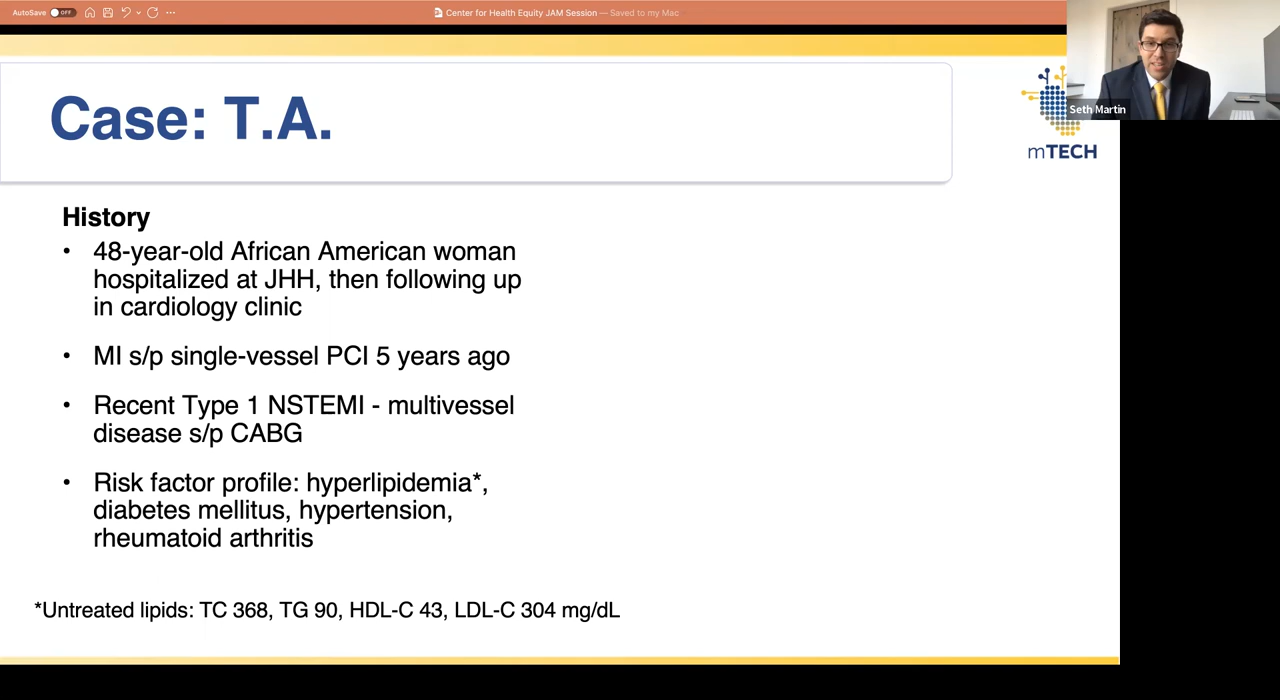 AutoSave OFF
Center for Health Equity JAM Session — Saved to my Mac
Seth Martin
mTECH
Case: T.A.
History
• 48-year-old African American woman
hospitalized at JHH, then following up
in cardiology clinic
• MI s/p single-vessel PCI 5 years ago
• Recent Type 1 NSTEMI - multivessel
disease s/p CABG
• Risk factor profile: hyperlipidemia*,
diabetes mellitus, hypertension,
rheumatoid arthritis
*Untreated lipids: TC 368, TG 90, HDL-C 43, LDL-C 304 mg/dL